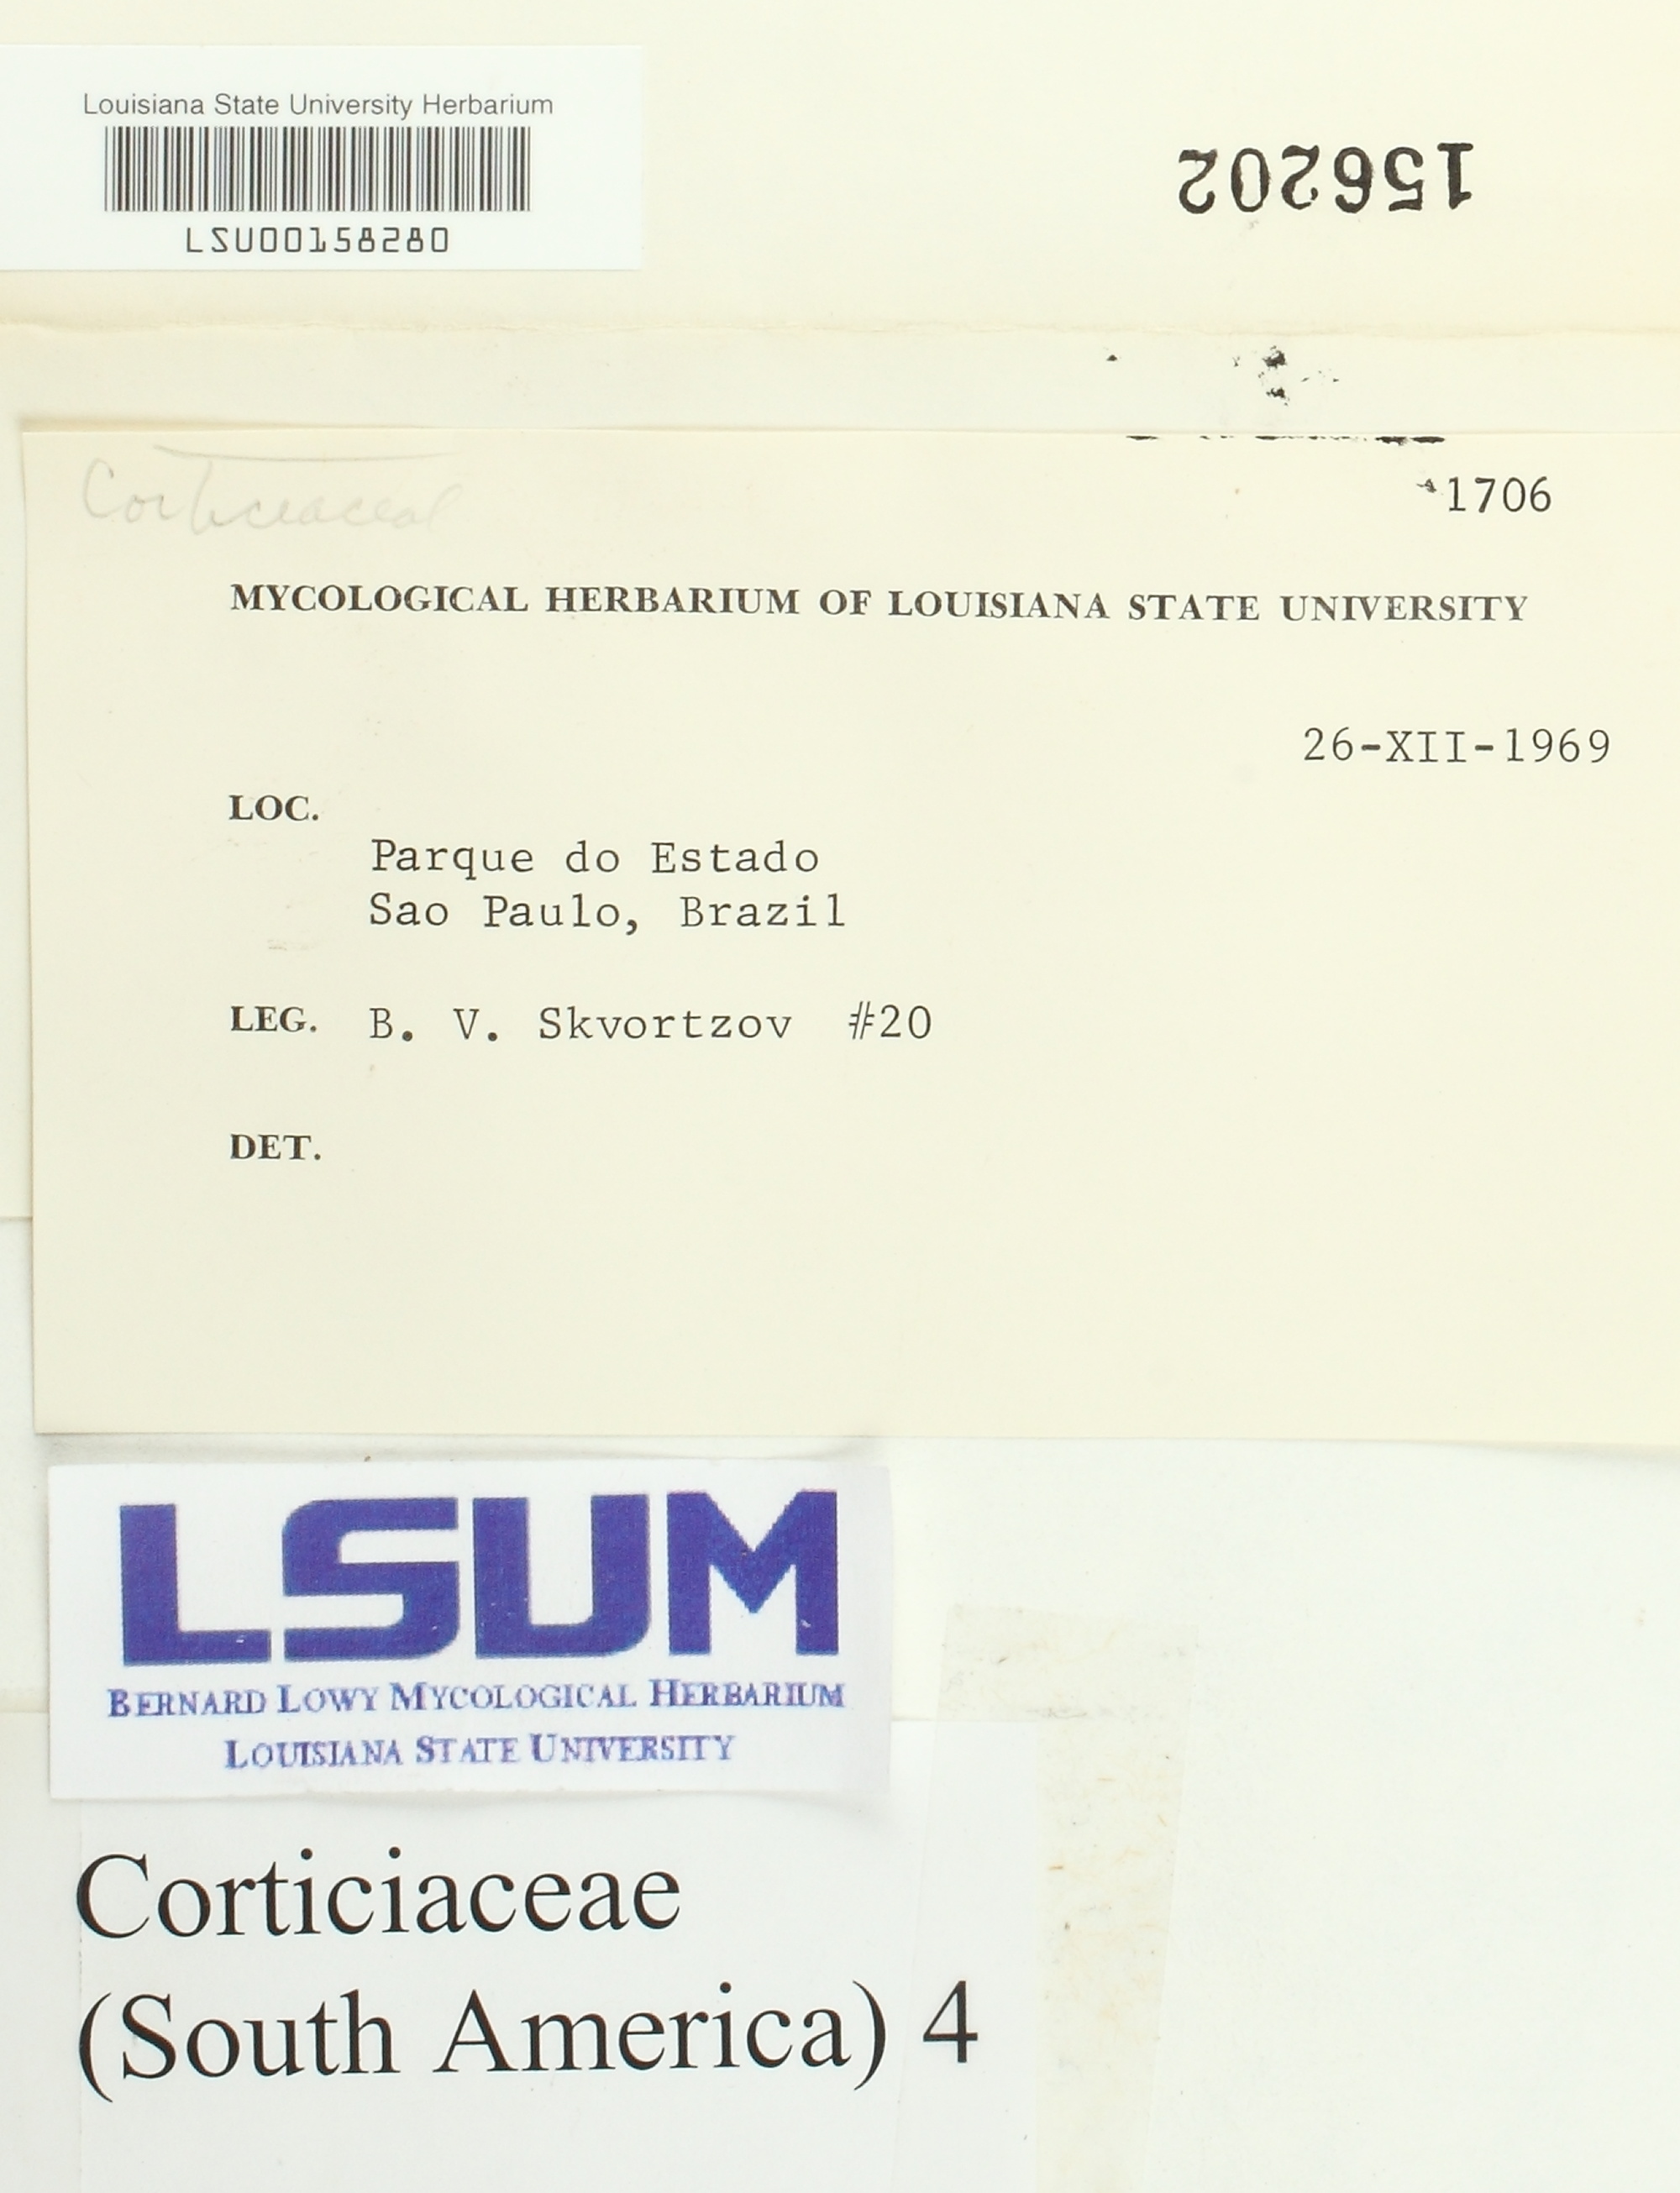 Louisiana State University Herbarium
LSU00158280
156202
Corticeaceae
1706
MYCOLOGICAL HERBARIUM OF LOUISIANA STATE UNIVERSITY
26-XII-1969
LOC.
Parque do Estado
Sao Paulo, Brazil
LEG. B. V. Skvortzov #20
DET.
LSUM
BERNARD LOWY MYCOLOGICAL HERBARIUM
LOUISIANA STATE UNIVERSITY
Corticiaceae
(South America) 4